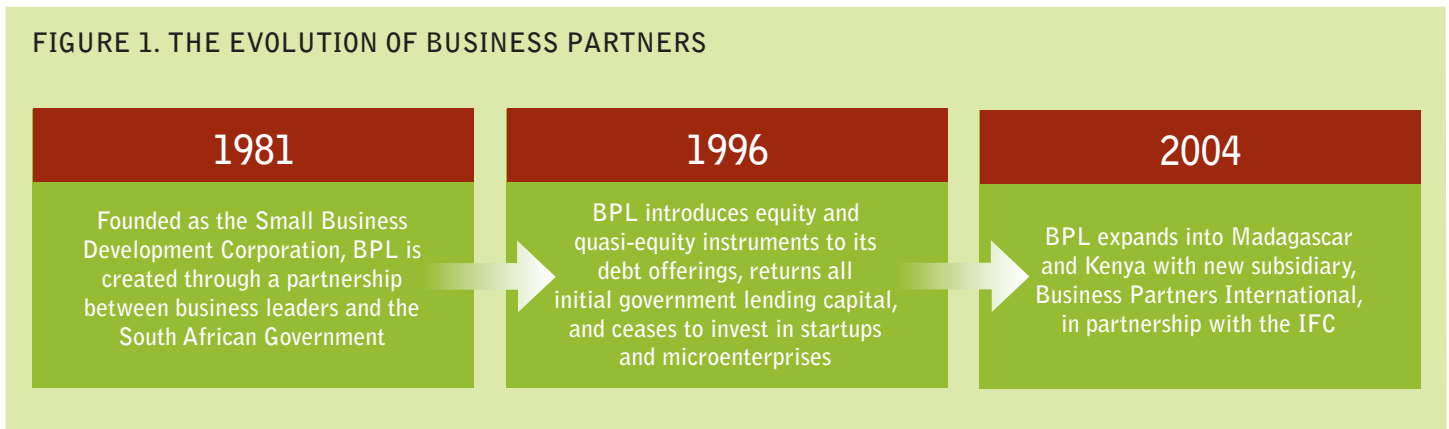 FIGURE 1. THE EVOLUTION OF BUSINESS PARTNERS
1981
Founded as the Small Business
Development Corporation, BPL is
created through a partnership
between business leaders and the
South African Government
1996
BPL introduces equity and
quasi-equity instruments to its
debt offerings, returns all
initial government lending capital,
and ceases to invest in startups
and microenterprises
2004
BPL expands into Madagascar
and Kenya with new subsidiary,
Business Partners International,
in partnership with the IFC